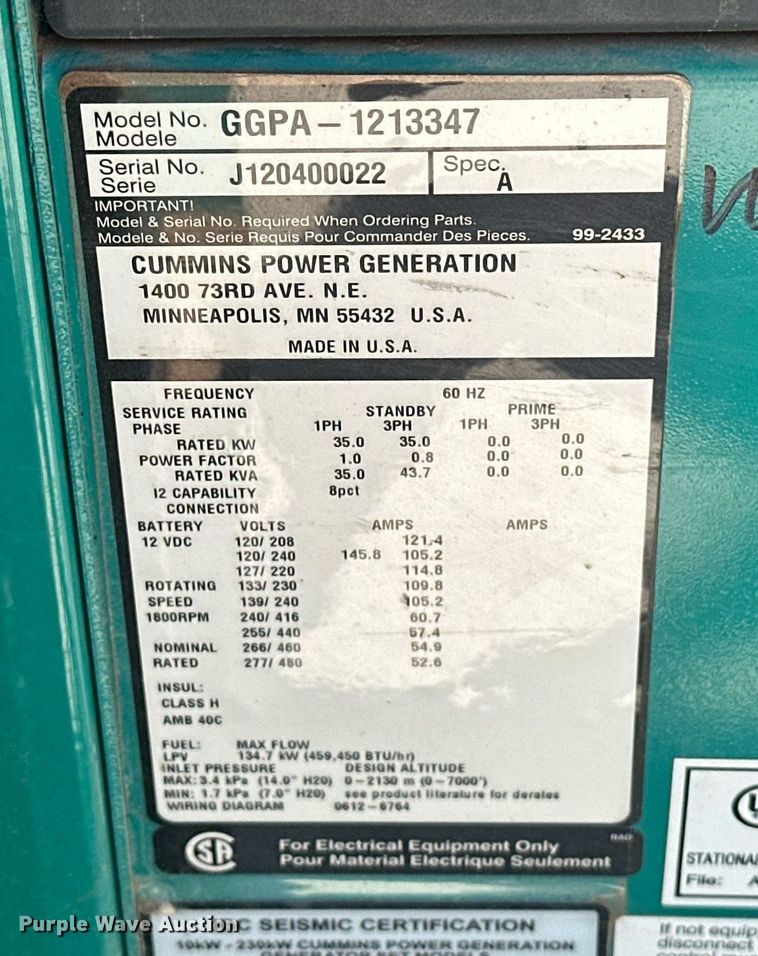 Model No. GGPA-1213347
Modele
Serial No. J120400022 Spec. A
Serie
IMPORTANT!
Model & Serial No. Required When Ordering Parts.
Modele & No. Serie Requis Pour Commander Des Pieces. 99-2433
CUMMINS POWER GENERATION
1400 73RD AVE. N.E.
MINNEAPOLIS, MN 55432 U.S.A.
MADE IN U.S.A.
FREQUENCY 60 HZ
SERVICE RATING STANDBY PRIME
PHASE 1PH 3PH 1PH 3PH
RATED KW 35.0 35.0 0.0 0.0
POWER FACTOR 1.0 0.8 0.0 0.0
RATED KVA 35.0 43.7 0.0 0.0
I2 CAPABILITY 8pct
CONNECTION
BATTERY VOLTS AMPS AMPS
12 VDC 120/ 208 121.4
120/ 240 145.8 105.2
127/ 220 114.8
ROTATING 133/ 230 109.8
SPEED 139/ 240 105.2
1800RPM 240/ 416 60.7
255/ 440 57.4
NOMINAL 266/ 460 54.9
RATED 277/ 480 52.6
INSUL:
CLASS H
AMB 40C
FUEL: MAX FLOW
LPV 134.7 kW (459,450 BTU/hr)
INLET PRESSURE DESIGN ALTITUDE
MAX: 3.4 kPa (14.0" H20) 0-2130 m (0-7000')
MIN: 1.7 kPa (7.0" H20) see product literature for derates
WIRING DIAGRAM 0612-6764
SA For Electrical Equipment Only
Pour Material Electrique Seulement
STATIONA
File: A
If not equip
disconnect
C SEISMIC CERTIFICATION
10kW - 230kW CUMMINS POWER GENERATION
GENERATOR SET MODELS
Purple Wave Auction